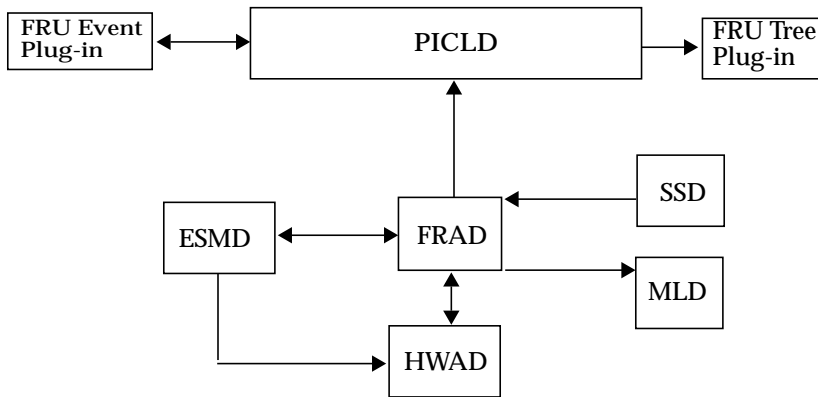 FRU Event
Plug-in
PICLD
FRU Tree
Plug-in
SSD
ESMD
FRAD
MLD
HWAD